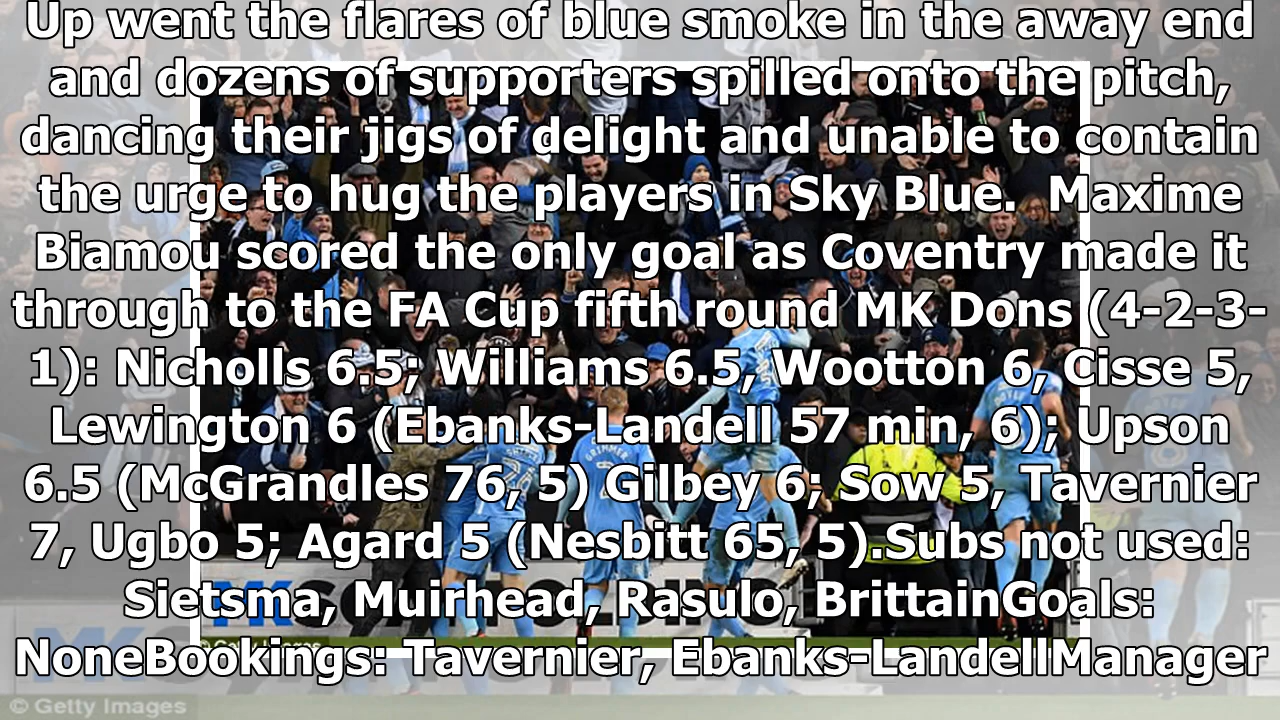 Up went the flares of blue smoke in the away end
and dozens of supporters spilled onto the pitch,
dancing their jigs of delight and unable to contain
the urge to hug the players in Sky Blue.  Maxime
Biamou scored the only goal as Coventry made it
through to the FA Cup fifth round MK Dons (4-2-3-
1): Nicholls 6.5; Williams 6.5, Wootton 6, Cisse 5,
Lewington 6 (Ebanks-Landell 57 min, 6); Upson
6.5 (McGrandles 76, 5) Gilbey 6; Sow 5, Tavernier
7, Ugbo 5; Agard 5 (Nesbitt 65, 5).Subs not used:
Sietsma, Muirhead, Rasulo, BrittainGoals:
NoneBookings: Tavernier, Ebanks-LandellManager
GRIMMER
MK
© Getty Images
© Getty Images